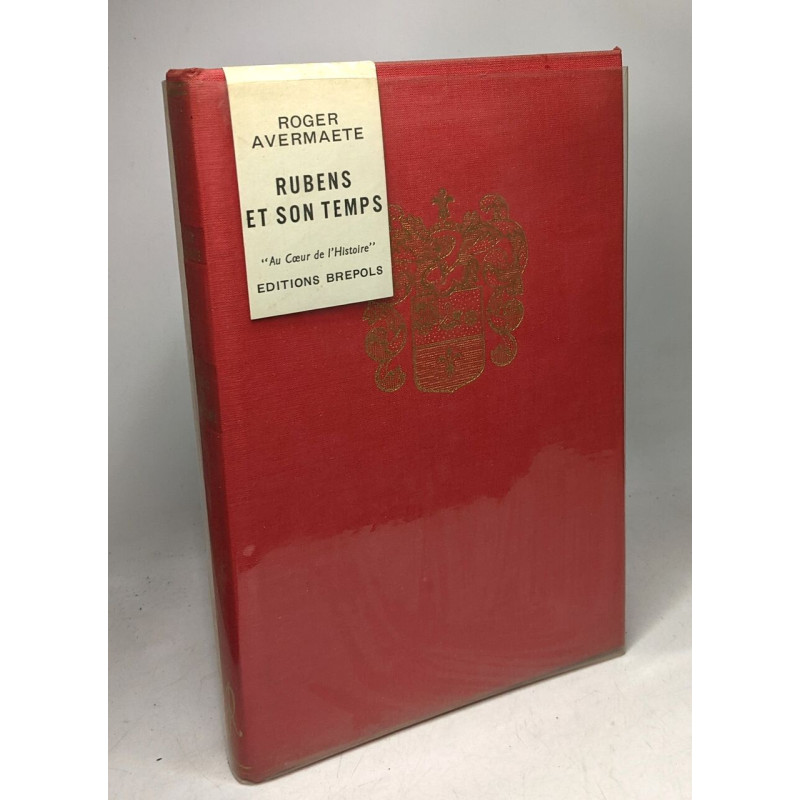 ROGER
AVERMAETE
RUBENS
ET SON TEMPS
"Au Cœur de l'Histoire"
EDITIONS BREPOLS